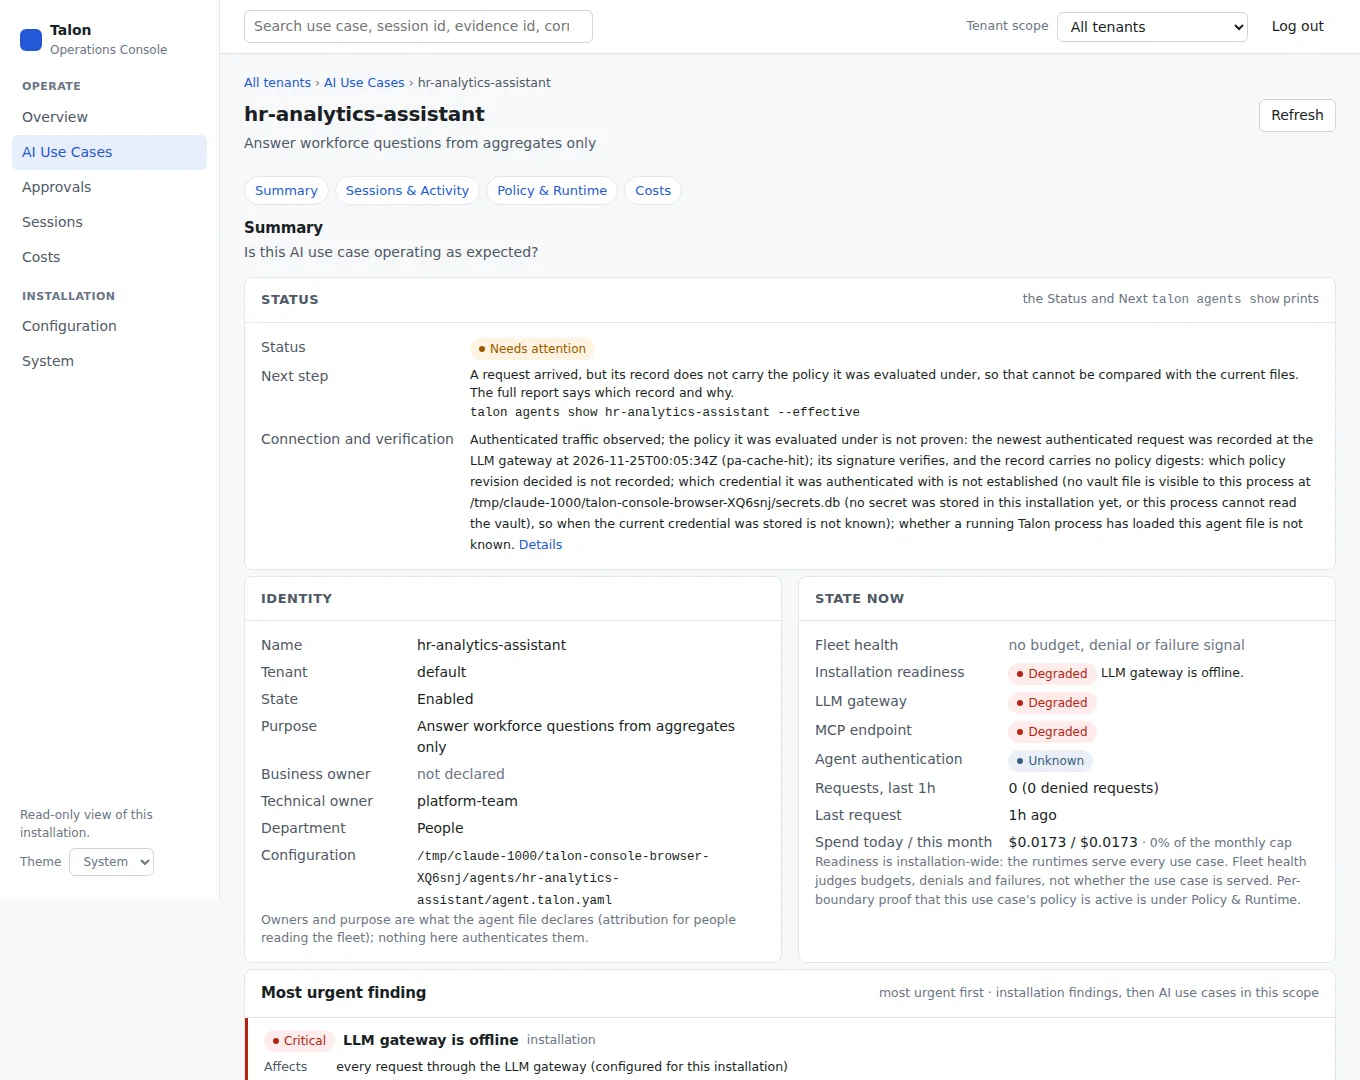 Talon
Operations Console
OPERATE
Overview
AI Use Cases
Approvals
Sessions
Costs
INSTALLATION
Configuration
System
Read-only view of this
installation.
Theme System
Search use case, session id, evidence id, corr
Tenant scope All tenants Log out
All tenants › AI Use Cases › hr-analytics-assistant
hr-analytics-assistant
Refresh
Answer workforce questions from aggregates only
Summary Sessions & Activity Policy & Runtime Costs
Summary
Is this AI use case operating as expected?
STATUS the Status and Next talon agents show prints
Status Needs attention
Next step A request arrived, but its record does not carry the policy it was evaluated under, so that cannot be compared with the current files.
The full report says which record and why.
talon agents show hr-analytics-assistant --effective
Connection and verification Authenticated traffic observed; the policy it was evaluated under is not proven: the newest authenticated request was recorded at the
LLM gateway at 2026-11-25T00:05:34Z (pa-cache-hit); its signature verifies, and the record carries no policy digests: which policy
revision decided is not recorded; which credential it was authenticated with is not established (no vault file is visible to this process at
/tmp/claude-1000/talon-console-browser-XQ6snj/secrets.db (no secret was stored in this installation yet, or this process cannot read
the vault), so when the current credential was stored is not known); whether a running Talon process has loaded this agent file is not
known. Details
IDENTITY
Name hr-analytics-assistant
Tenant default
State Enabled
Purpose Answer workforce questions from aggregates
only
Business owner not declared
Technical owner platform-team
Department People
Configuration /tmp/claude-1000/talon-console-browser-
XQ6snj/agents/hr-analytics-
assistant/agent.talon.yaml
Owners and purpose are what the agent file declares (attribution for people
reading the fleet); nothing here authenticates them.
STATE NOW
Fleet health no budget, denial or failure signal
Installation readiness Degraded LLM gateway is offline.
LLM gateway Degraded
MCP endpoint Degraded
Agent authentication Unknown
Requests, last 1h 0 (0 denied requests)
Last request 1h ago
Spend today / this month $0.0173 / $0.0173 · 0% of the monthly cap
Readiness is installation-wide: the runtimes serve every use case. Fleet health
judges budgets, denials and failures, not whether the use case is served. Per-
boundary proof that this use case's policy is active is under Policy & Runtime.
Most urgent finding most urgent first · installation findings, then AI use cases in this scope
Critical LLM gateway is offline installation
Affects every request through the LLM gateway (configured for this installation)